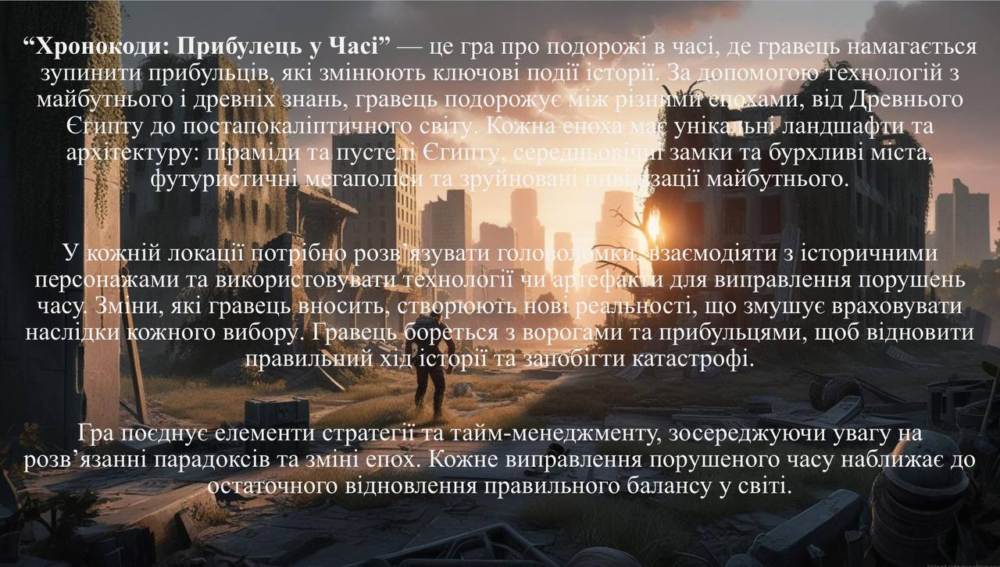 “Хронокоди: Прибулець у Часі” — це гра про подорожі в часі, де гравець намагається
зупинити прибульців, які змінюють ключові події історії. За допомогою технологій з
майбутнього і древніх знань, гравець подорожує між різними епохами, від Древнього
Єгипту до постапокаліптичного світу. Кожна епоха має унікальні ландшафти та
архітектуру: піраміди та пустелі Єгипту, середньовічні замки та бурхливі міста,
футуристичні мегаполіси та зруйновані цивілізації майбутнього.
У кожній локації потрібно розв’язувати головоломки, взаємодіяти з історичними
персонажами та використовувати технології чи артефакти для виправлення порушень
часу. Зміни, які гравець вносить, створюють нові реальності, що змушує враховувати
наслідки кожного вибору. Гравець бореться з ворогами та прибульцями, щоб відновити
правильний хід історії та запобігти катастрофі.
Гра поєднує елементи стратегії та тайм-менеджменту, зосереджуючи увагу на
розв’язанні парадоксів та зміні епох. Кожне виправлення порушеного часу наближає до
остаточного відновлення правильного балансу у світі.